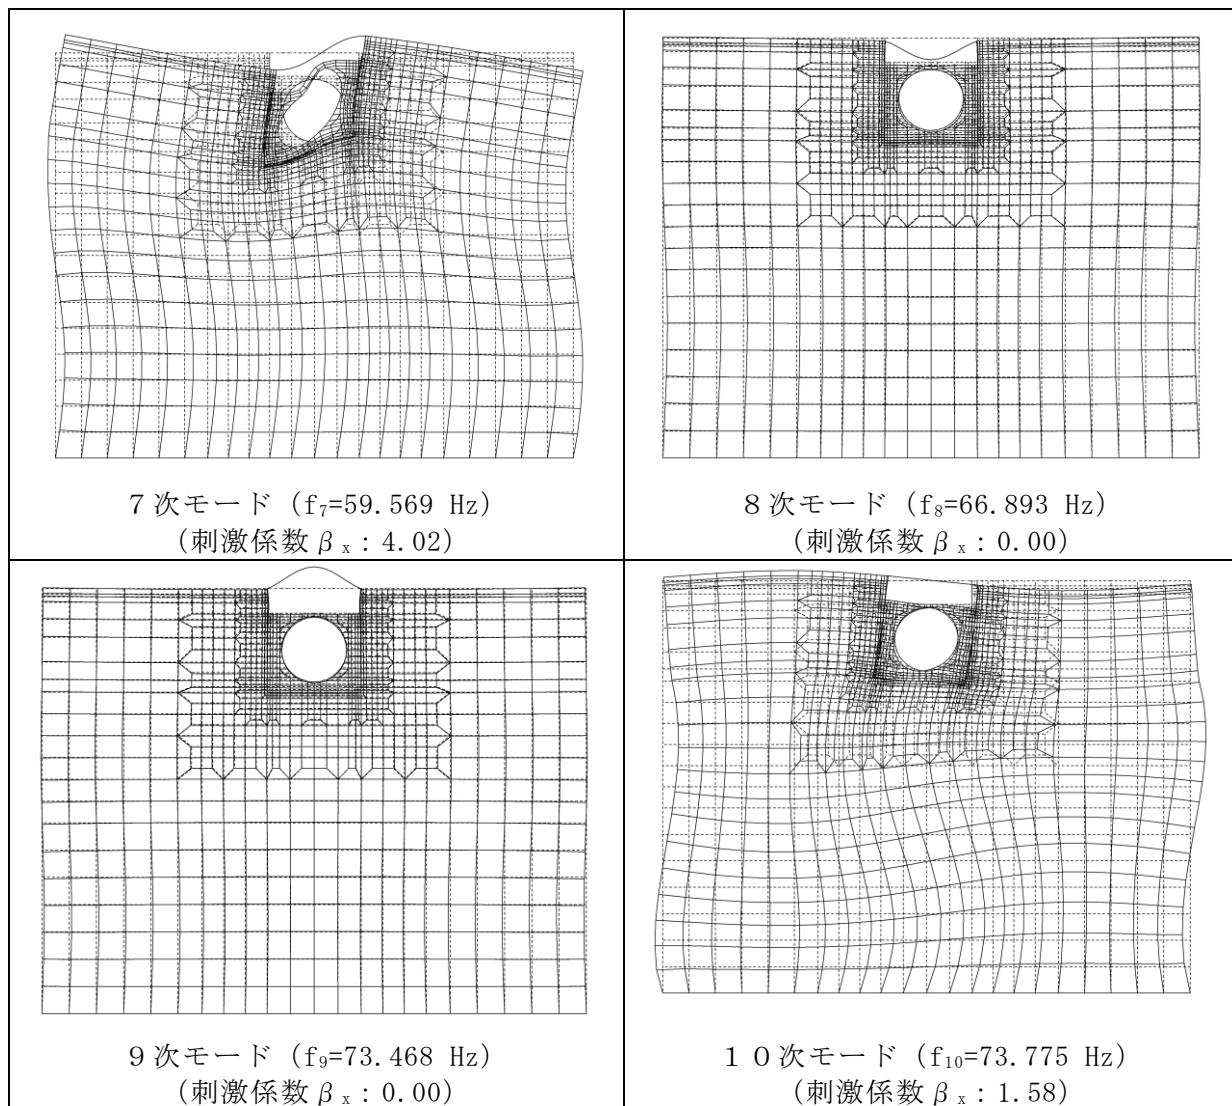 7次モード (f₇=59.569 Hz)
(刺激係数βₓ:4.02)
8次モード (f₈=66.893 Hz)
(刺激係数βₓ:0.00)
9次モード (f₉=73.468 Hz)
(刺激係数βₓ:0.00)
10次モード (f₁₀=73.775 Hz)
(刺激係数βₓ:1.58)